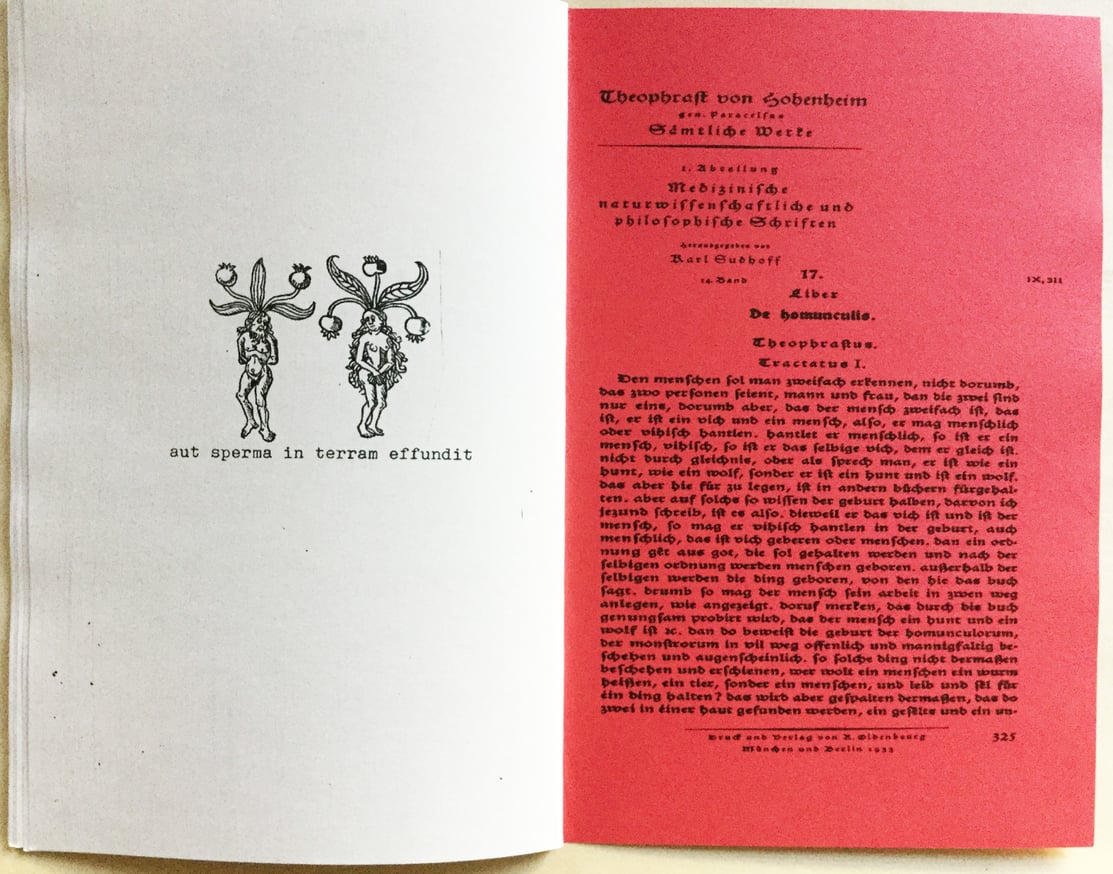 aut sperma in terram effundit
Theophrast von Hohenheim
gen. Paracelsus
Sämtliche Werke
1. Abteilung
Medizinische
naturwissenschaftliche und
philosophische Schriften
Herausgegeben von
Karl Sudhoff
14. Band
17.
IX, 311
Liber
De homunculis.
Theophrastus.
Tractatus I.
Den menschen sol man zweifach erkennen, nicht dorumb,
das zwo personen seient, mann und frau, dan die zwei sind
nur eins, dorumb aber, das der mensch zweifach ist, das
ist, er ist ein vich und ein mensch, also, er mag menschlich
oder vihisch hantlen. hantlet er menschlich, so ist er ein
mensch, vihisch, so ist er das selbige vich, dem er gleich ist.
nicht durch gleichnis, oder als sprech man, er ist wie ein
hunt, wie ein wolf, sonder er ist ein hunt und ist ein wolf.
das aber hie für zu legen, ist in andern büchern fürgehal-
ten. aber auf solchs so wissen der geburt halben, darvon ich
jezund schreib, ist es also. dieweil er das vich ist und ist der
mensch, so mag er vihisch hantlen in der geburt, auch
menschlich, das ist vich geberen oder menschen. dan ein ord-
nung gêt aus got, die sol gehalten werden und nach der
selbigen ordnung werden menschen geboren. außerhalb der
selbigen werden die ding geboren, von den hie das buch
sagt. drumb so mag der mensch sein arbeit in zwen weg
anlegen, wie angezeigt. doruf merken, das durch dis buch
genungsam probirt wird, das der mensch ein hunt und ein
wolf ist ꝛc. dan do beweist die geburt der homunculorum,
der monstrorum in vil weg offenlich und mannigfaltig be-
schehen und augenscheinlich. so solche ding nicht dermaßen
beschehen und erschienen, wer wolt ein menschen ein wurm
heißen, ein tier, sonder ein menschen, und leib und sêl für
éin ding halten? das wird aber gespalten dermaßen, das do
zwei in éiner haut gefunden werden, ein geselts und ein un-
Druck und Verlag von R. Oldenbourg
München und Berlin 1933
325